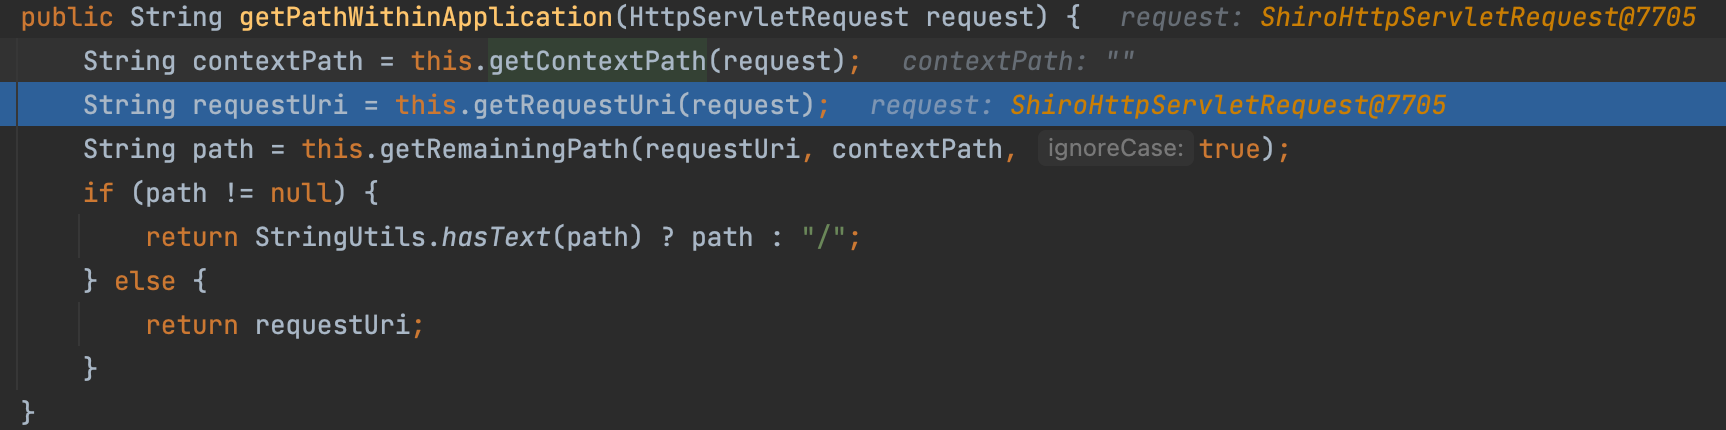 public String getPathWithinApplication(HttpServletRequest request) {  request: ShiroHttpServletRequest@7705
    String contextPath = this.getContextPath(request);  contextPath: ""
    String requestUri = this.getRequestUri(request);  request: ShiroHttpServletRequest@7705
    String path = this.getRemainingPath(requestUri, contextPath, ignoreCase: true);
    if (path != null) {
        return StringUtils.hasText(path) ? path : "/";
    } else {
        return requestUri;
    }
}